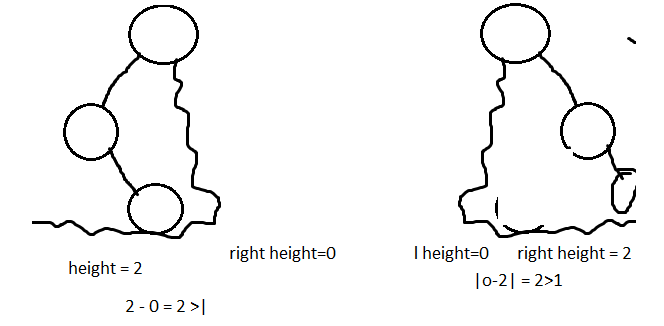 right height=0
l height=0
right height = 2
height = 2
|o-2| = 2>1
2 - 0 = 2 >|